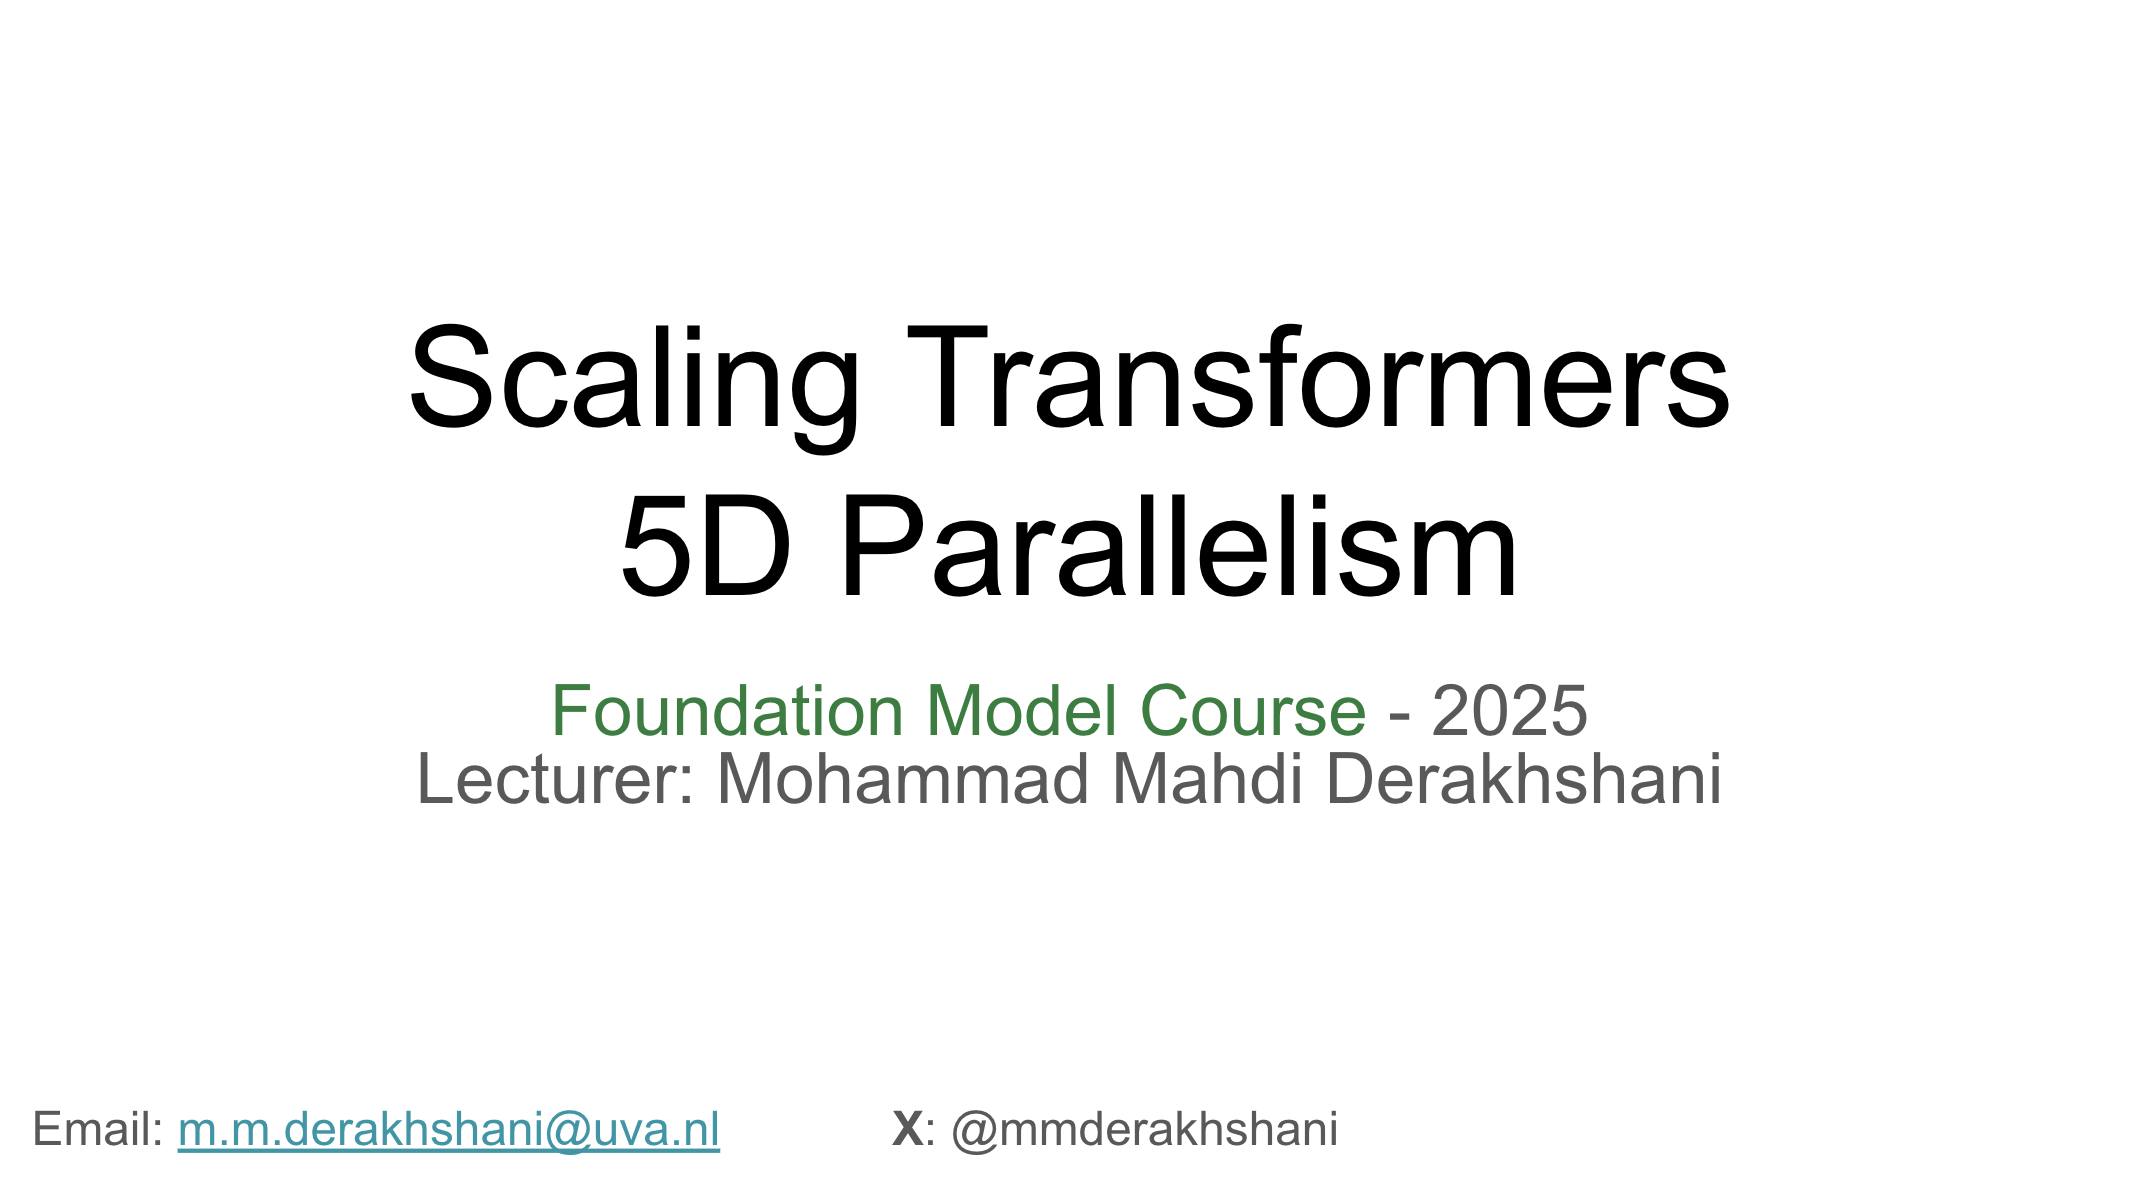 Scaling Transformers
5D Parallelism
Foundation Model Course - 2025
Lecturer: Mohammad Mahdi Derakhshani
Email: m.m.derakhshani@uva.nl X: @mmderakhshani